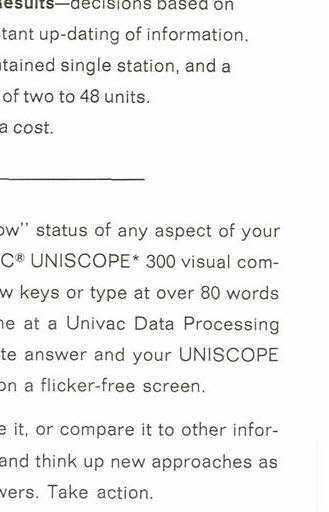 Results—decisions based on
tant up-dating of information.
tained single station, and a
of two to 48 units.
a cost.
ow" status of any aspect of your
C® UNISCOPE* 300 visual com-
w keys or type at over 80 words
ne at a Univac Data Processing
te answer and your UNISCOPE
on a flicker-free screen.
e it, or compare it to other infor-
and think up new approaches as
wers. Take action.